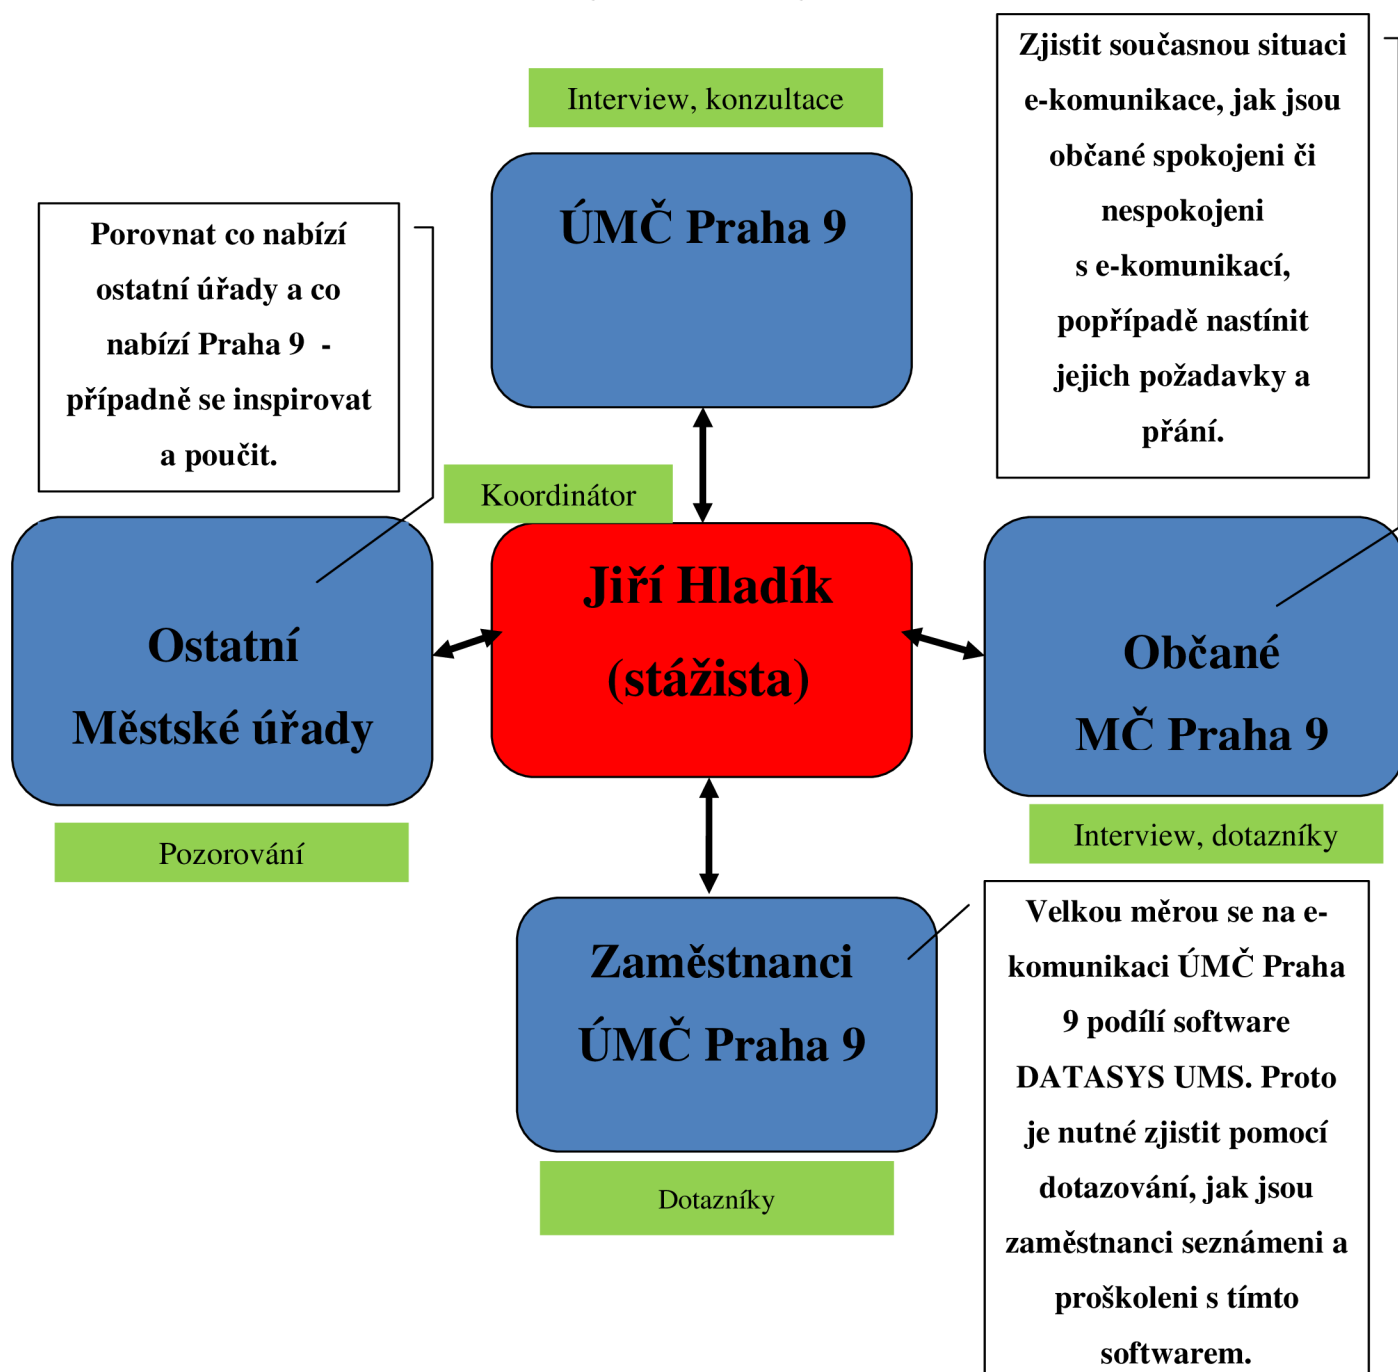 Interview, konzultace
ÚMČ Praha 9
Zjistit současnou situaci
e-komunikace, jak jsou
občané spokojeni či
nespokojeni
s e-komunikací,
popřípadě nastínit
jejich požadavky a
přání.
Porovnat co nabízí
ostatní úřady a co
nabízí Praha 9  -
případně se inspirovat
a poučit.
Koordinátor
Jiří Hladík
(stážista)
Ostatní
Městské úřady
Pozorování
Občané
MČ Praha 9
Interview, dotazníky
Zaměstnanci
ÚMČ Praha 9
Dotazníky
Velkou měrou se na e-
komunikaci ÚMČ Praha
9 podílí software
DATASYS UMS. Proto
je nutné zjistit pomocí
dotazování, jak jsou
zaměstnanci seznámeni a
proškoleni s tímto
softwarem.